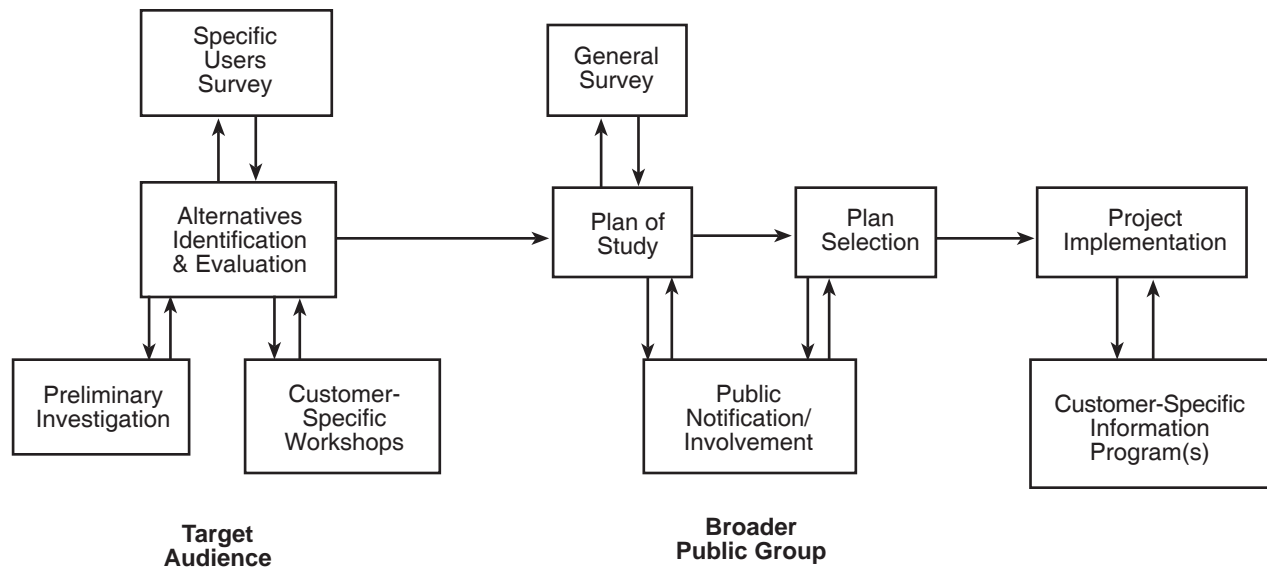 Specific
Users
Survey
General
Survey
Alternatives
Identification
& Evaluation
Plan of
Study
Plan
Selection
Project
Implementation
Preliminary
Investigation
Customer-
Specific
Workshops
Public
Notification/
Involvement
Customer-Specific
Information
Program(s)
Target
Audience
Broader
Public Group